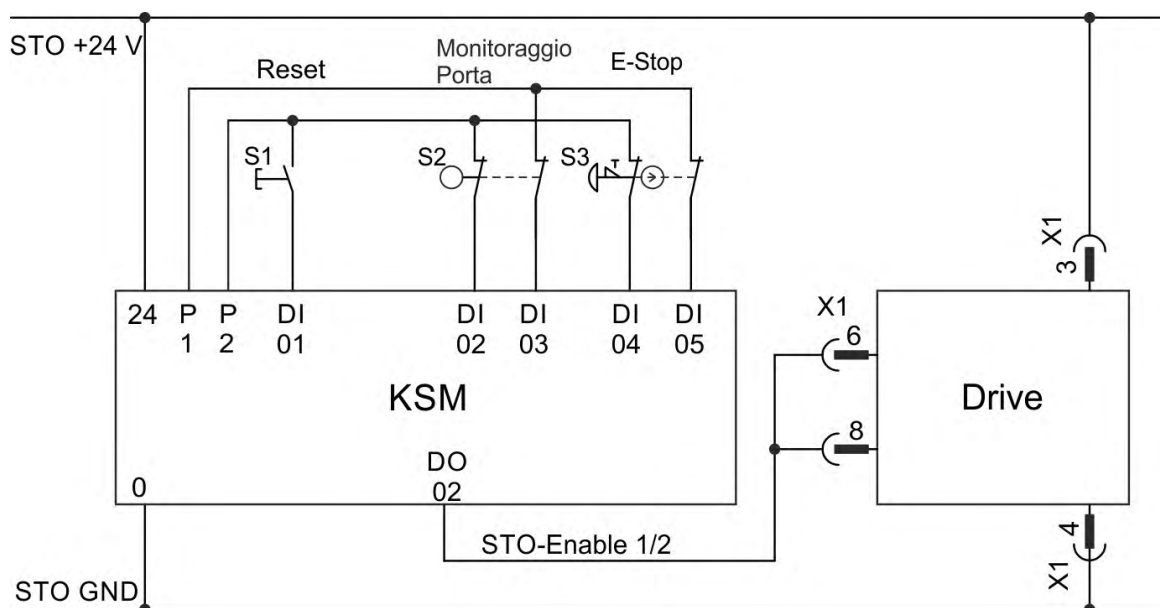 STO +24 V
Reset
Monitoraggio
Porta
E-Stop
S1
S2
S3
X1
3
24 P P DI DI DI DI DI
1 2 01 02 03 04 05
X1
6
8
KSM
Drive
DO
0 02
4
X1
STO-Enable 1/2
STO GND